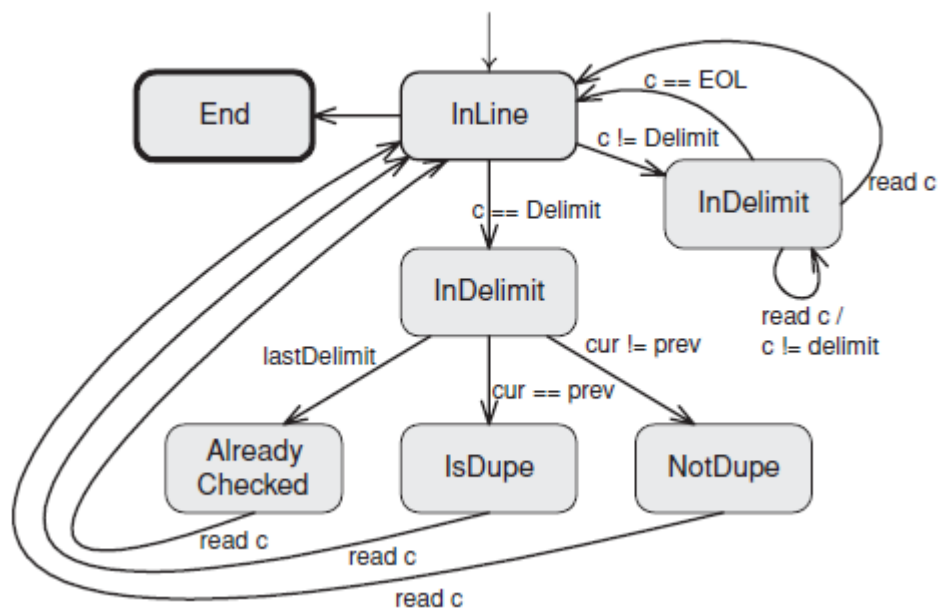 c == EOL
End
InLine
c != Delimit
read c
InDelimit
c == Delimit
InDelimit
read c /
c != delimit
lastDelimit
cur != prev
cur == prev
Already
Checked
IsDupe
NotDupe
read c
read c
read c